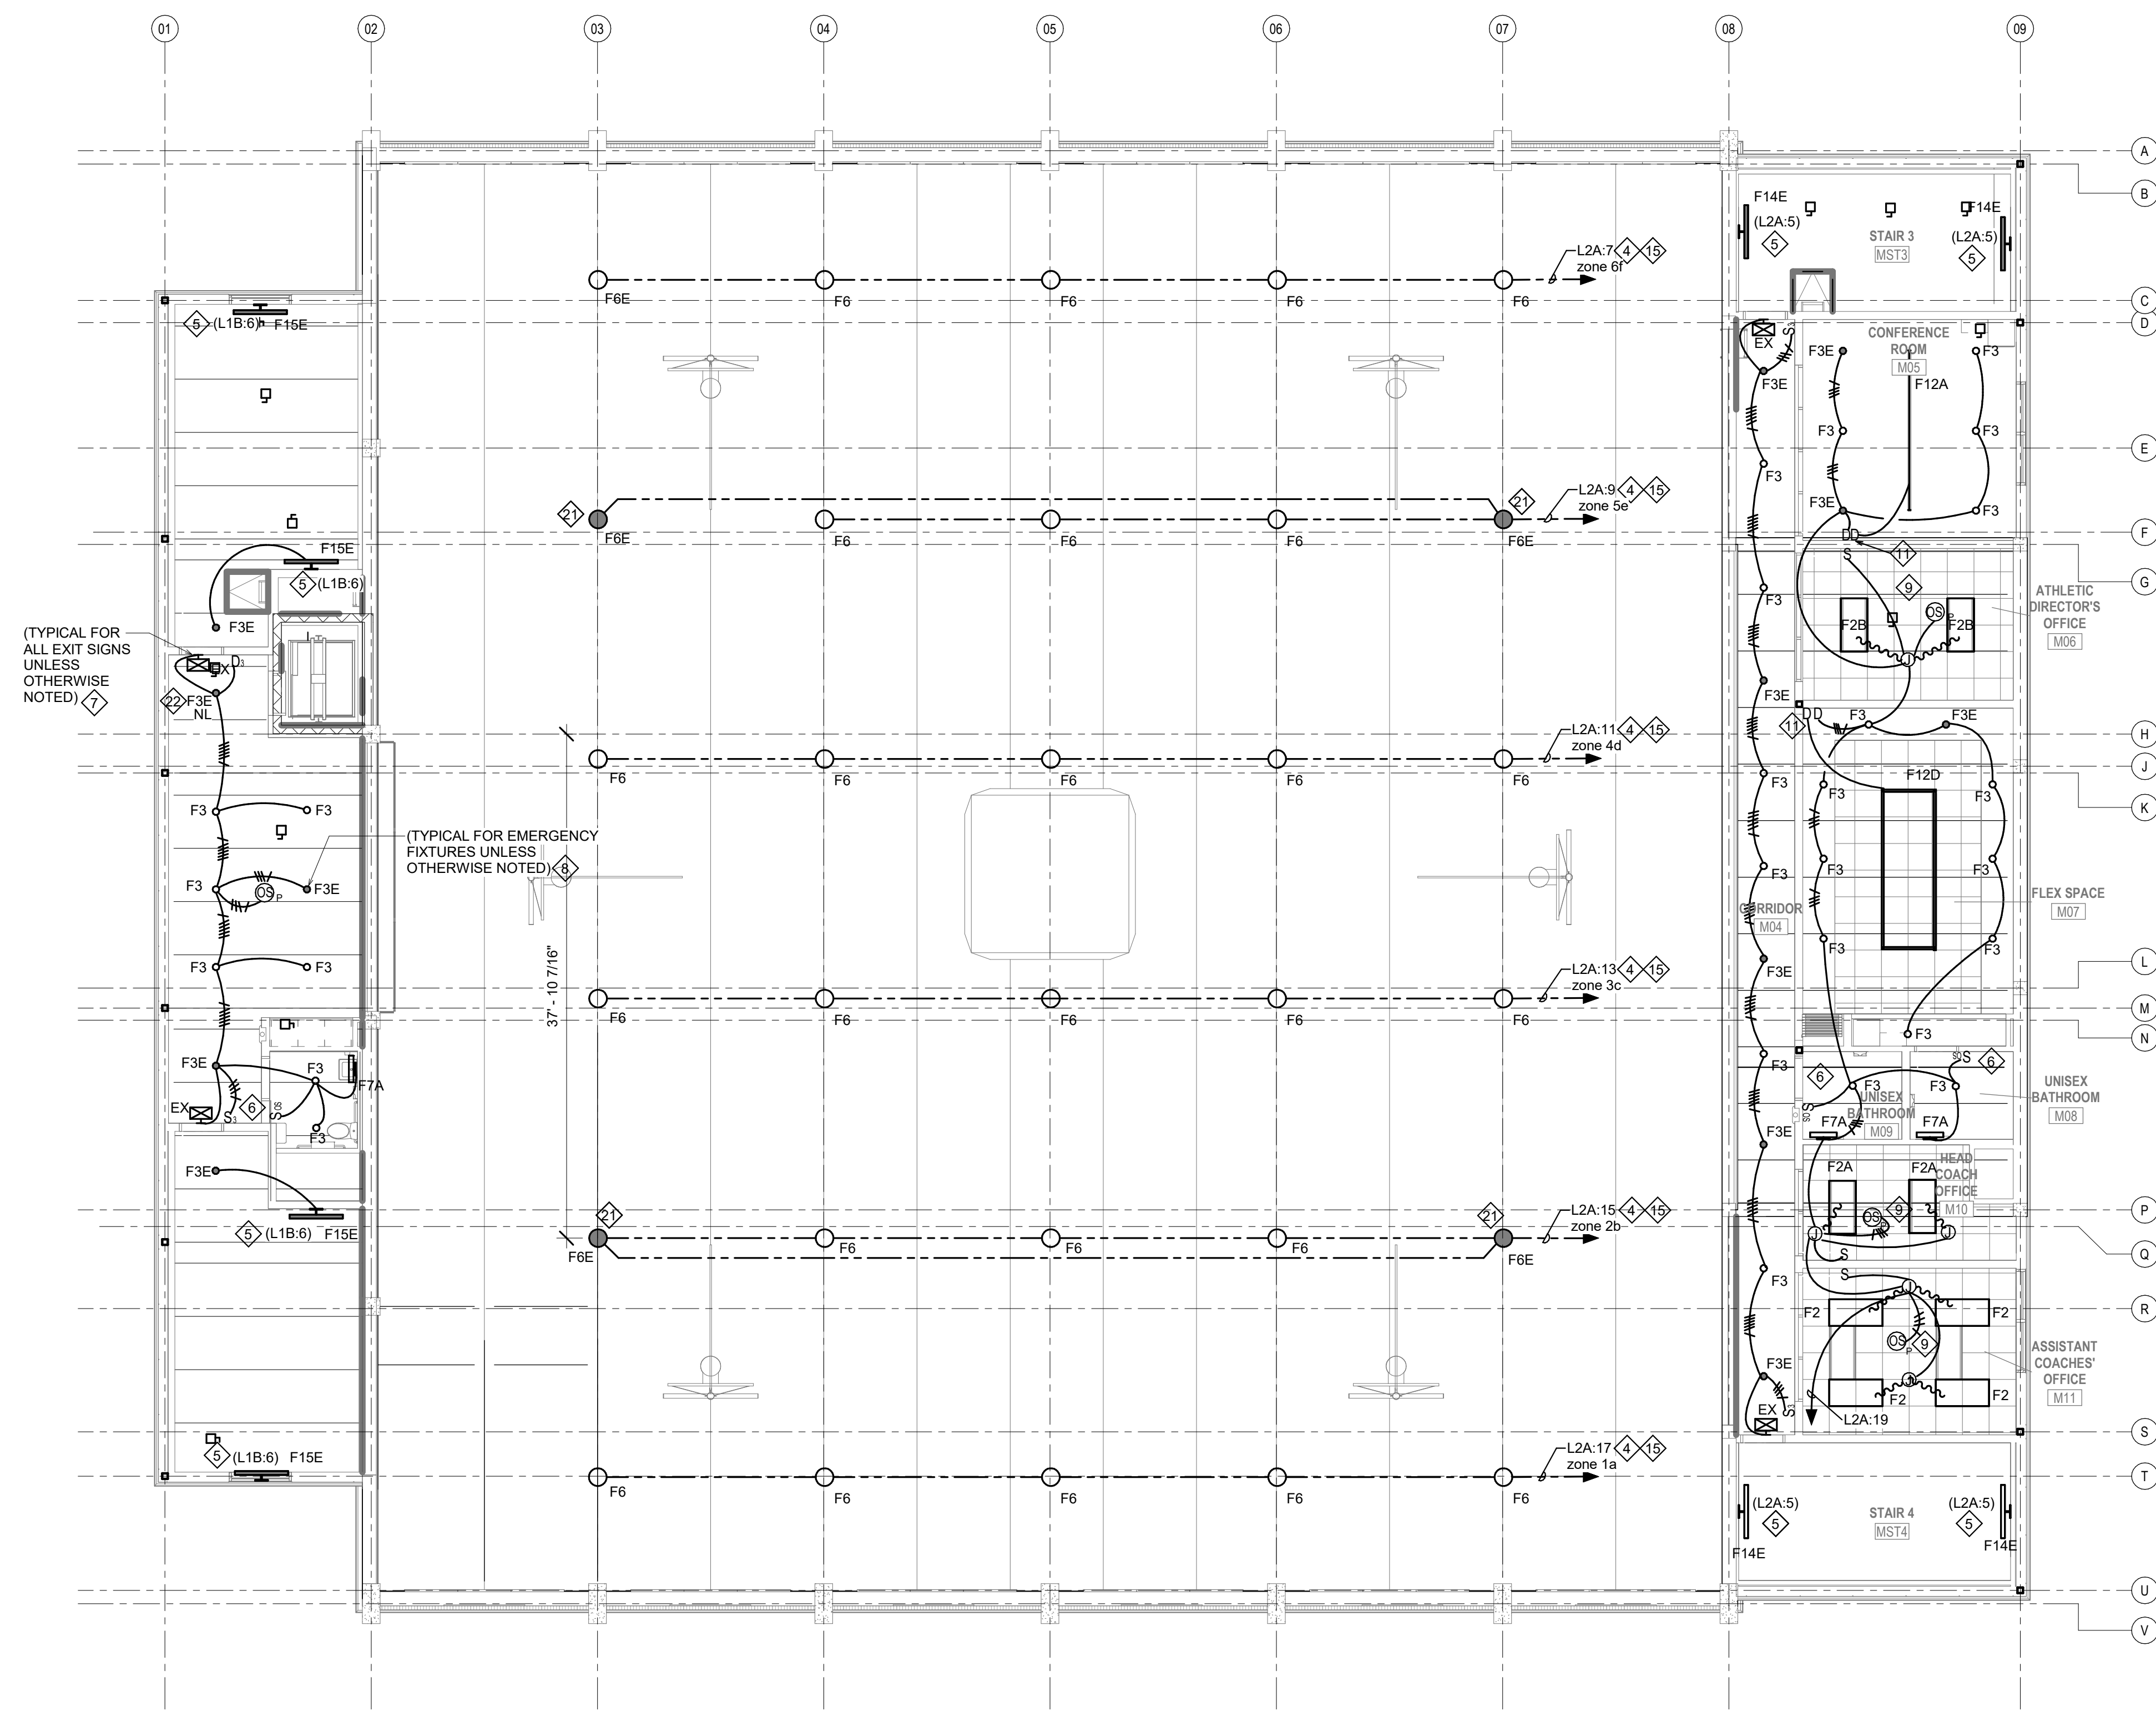 01 02 03 04 05 06 07 08 09
A
B
F14E F14E
(L2A:5) (L2A:5)
5 5
STAIR 3
MST3
L2A:7 4 15
zone 6f
F6E F6 F6 F6 F6
C
D
5 (L1B:6) F15E
EX S3
CONFERENCE
ROOM
M05
F3E F3
F3E F12A
F3 F3
E
F3
L2A:9 4 15
zone 5e
21 21
F6E F6 F6 F6 F6E
F3E F3
F
DD
11
S
F15E
5 (L1B:6)
G
9
ATHLETIC
DIRECTOR'S
OFFICE
M06
F3
OS P
F2B F2B
J
F3E
(TYPICAL FOR
ALL EXIT SIGNS
UNLESS
OTHERWISE
NOTED) 7
EX D3
22 F3E
NL
F3E
DD F3 F3E
11
L2A:11 4 15
zone 4d
H
F6 F6 F6 F6 F6
J
F3 F3 F12D F3
K
F3 F3
(TYPICAL FOR EMERGENCY
FIXTURES UNLESS
OTHERWISE NOTED) 8
F3 F3 F3
F3 OS P F3E
FLEX SPACE
M07
CORRIDOR
M04
37' - 10 7/16"
F3 F3
F3 F3
F3E
L
L2A:13 4 15
zone 3c
F6 F6 F6 F6 F6
M
N
F3
F3E F3 F7A
F3
SOS S
6
6
UNISEX
BATHROOM
M08
F3 F3
UNISEX
BATHROOM
M09
SOS
F7A F7A
EX S3 6 SOS
F3
F3E
F3E
HEAD
COACH
OFFICE
M10
F2A F2A
9
OS P
J J
S
P
L2A:15 4 15
zone 2b
21 21
F6E F6 F6 F6 F6E
5 (L1B:6) F15E
Q
F3
S
J
R
F2 F2
OS P 9
ASSISTANT
COACHES'
OFFICE
M11
F3E
J
F2 F2
EX S3
L2A:19
S
5 (L1B:6) F15E
L2A:17 4 15
zone 1a
F6 F6 F6 F6 F6
T
(L2A:5) (L2A:5)
5 5
STAIR 4
MST4
F14E F14E
U
V